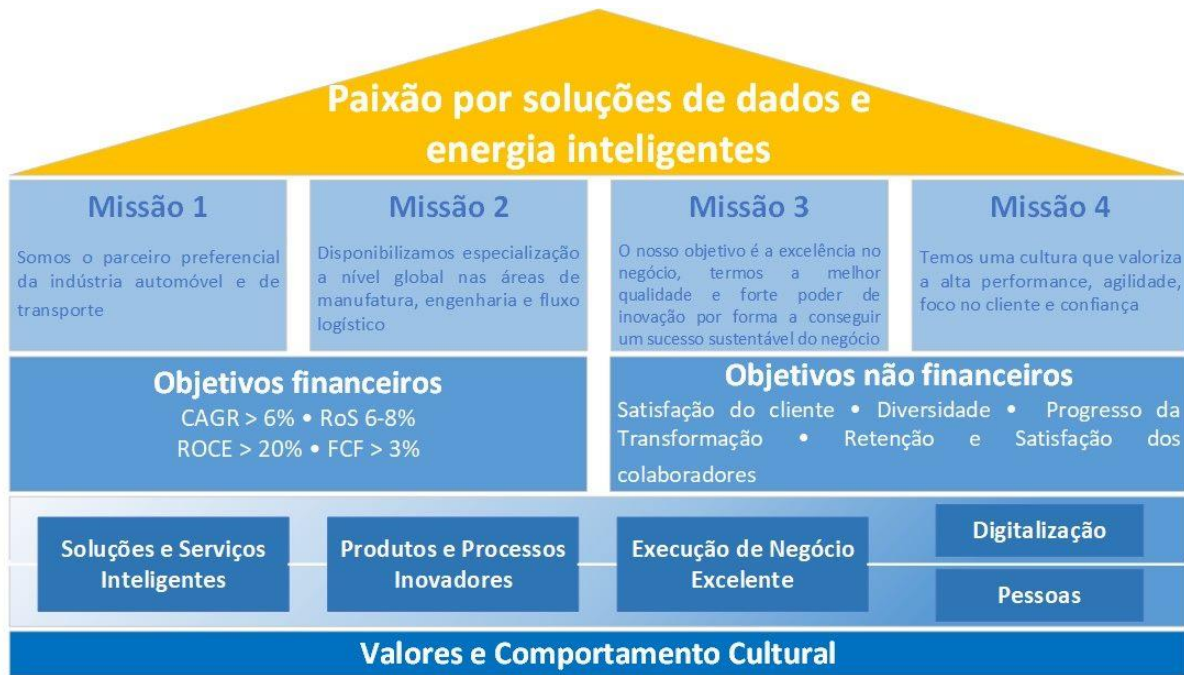 Paixão por soluções de dados e
energia inteligentes
Missão 1
Somos o parceiro preferencial
da indústria automóvel e de
transporte
Missão 2
Disponibilizamos especialização
a nível global nas áreas de
manufatura, engenharia e fluxo
logístico
Missão 3
O nosso objetivo é a excelência no
negócio, termos a melhor
qualidade e forte poder de
inovação por forma a conseguir
um sucesso sustentável do negócio
Missão 4
Temos uma cultura que valoriza
a alta performance, agilidade,
foco no cliente e confiança
Objetivos financeiros
CAGR > 6% • RoS 6-8%
ROCE > 20% • FCF > 3%
Objetivos não financeiros
Satisfação do cliente • Diversidade • Progresso da
Transformação • Retenção e Satisfação dos
colaboradores
Soluções e Serviços
Inteligentes
Produtos e Processos
Inovadores
Execução de Negócio
Excelente
Digitalização
Pessoas
Valores e Comportamento Cultural